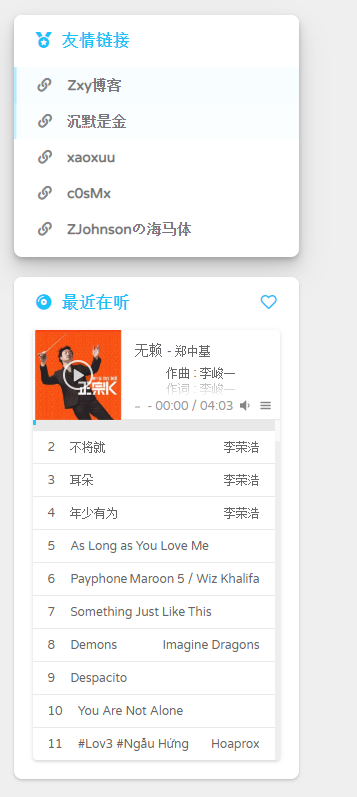 友情链接
Zxy博客
沉默是金
xaoxuu
c0sMx
ZJohnsonの海马体
最近在听
正宗K
无赖 - 郑中基
作曲 : 李峻一
作词 : 李峻一
- - 00:00 / 04:03
2 不将就 李荣浩
3 耳朵 李荣浩
4 年少有为 李荣浩
5 As Long as You Love Me
6 Payphone Maroon 5 / Wiz Khalifa
7 Something Just Like This
8 Demons Imagine Dragons
9 Despacito
10 You Are Not Alone
11 #Lov3 #Ngẫu Hứng Hoaprox